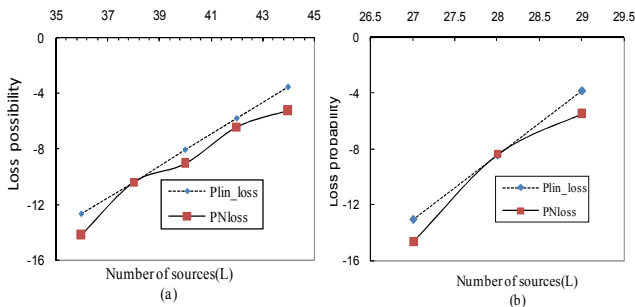 35 37 39 41 43 45
0
-4
-8
-12
-16
Loss possibility
Plin_loss
PNloss
Number of sources(L)
(a)
26.5 27 27.5 28 28.5 29 29.5
0
-4
-8
-12
-16
Loss probability
Plin_loss
PNloss
Number of sources(L)
(b)